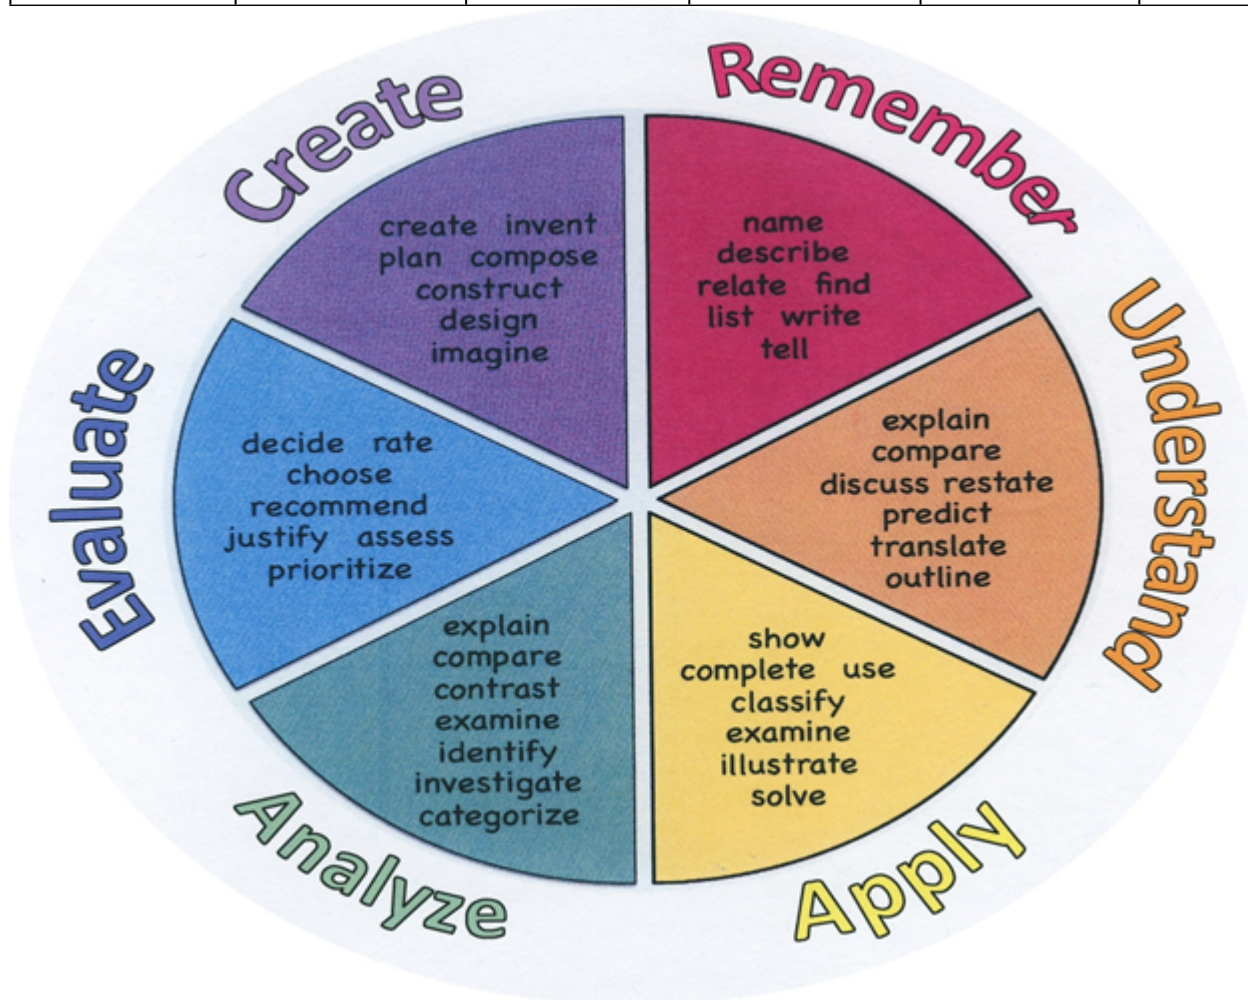 Remember
name
describe
relate find
list write
tell
Understand
explain
compare
discuss restate
predict
translate
outline
Apply
show
complete use
classify
examine
illustrate
solve
Analyze
explain
compare
contrast
examine
identify
investigate
categorize
Evaluate
decide rate
choose
recommend
justify assess
prioritize
Create
create invent
plan compose
construct
design
imagine